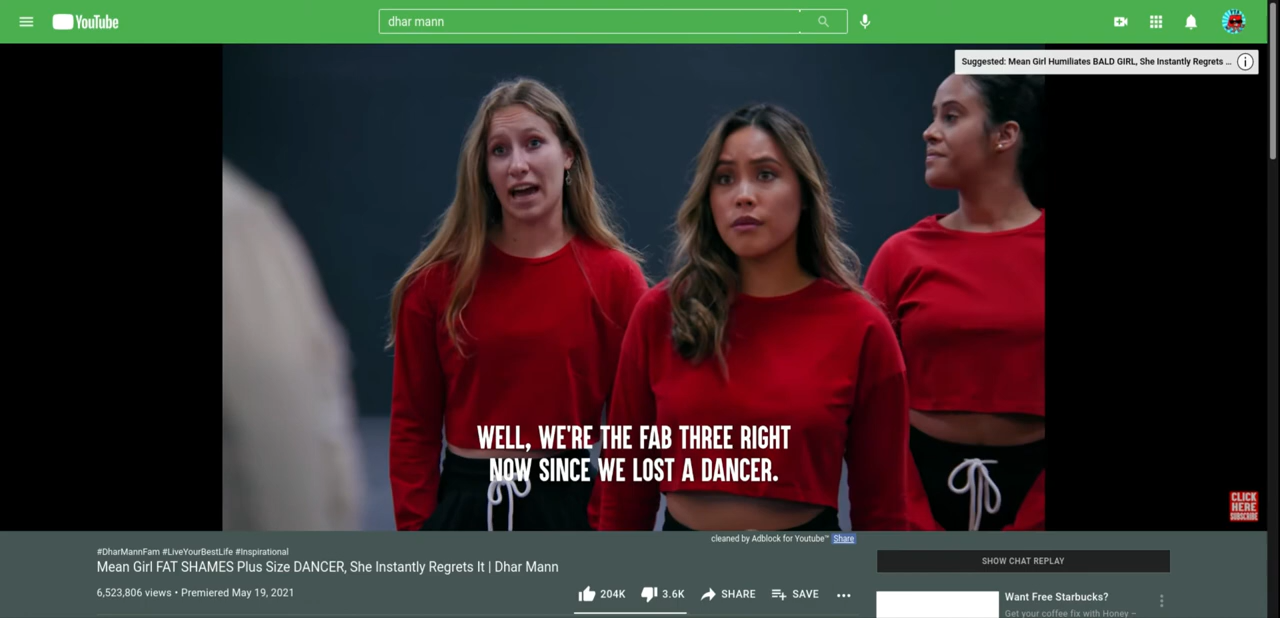 YouTube
dhar mann
Suggested: Mean Girl Humiliates BALD GIRL, She Instantly Regrets ...
WELL, WE'RE THE FAB THREE RIGHT
NOW SINCE WE LOST A DANCER.
CLICK
HERE
SUBSCRIBE
cleaned by Adblock for Youtube™ Share
#DharMannFam #LiveYourBestLife #Inspirational
Mean Girl FAT SHAMES Plus Size DANCER, She Instantly Regrets It | Dhar Mann
6,523,806 views • Premiered May 19, 2021
204K 3.6K SHARE SAVE
SHOW CHAT REPLAY
Want Free Starbucks?
Get your coffee fix with Honey –